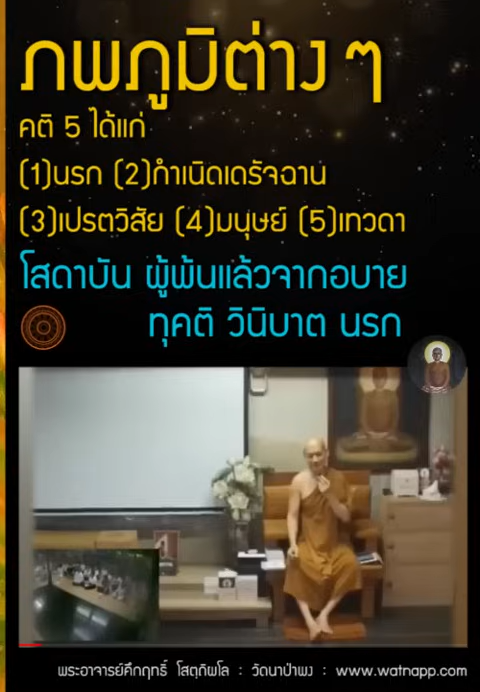 ภพภูมิต่าง ๆ
คติ 5 ได้แก่
(1)นรก (2)กำเนิดเดรัจฉาน
(3)เปรตวิสัย (4)มนุษย์ (5)เทวดา
โสดาบัน ผู้พ้นแล้วจากอบาย
ทุคติ วินิบาต นรก
พระอาจารย์คึกฤทธิ์ โสตฺถิผโล : วัดนาป่าพง : www.watnapp.com